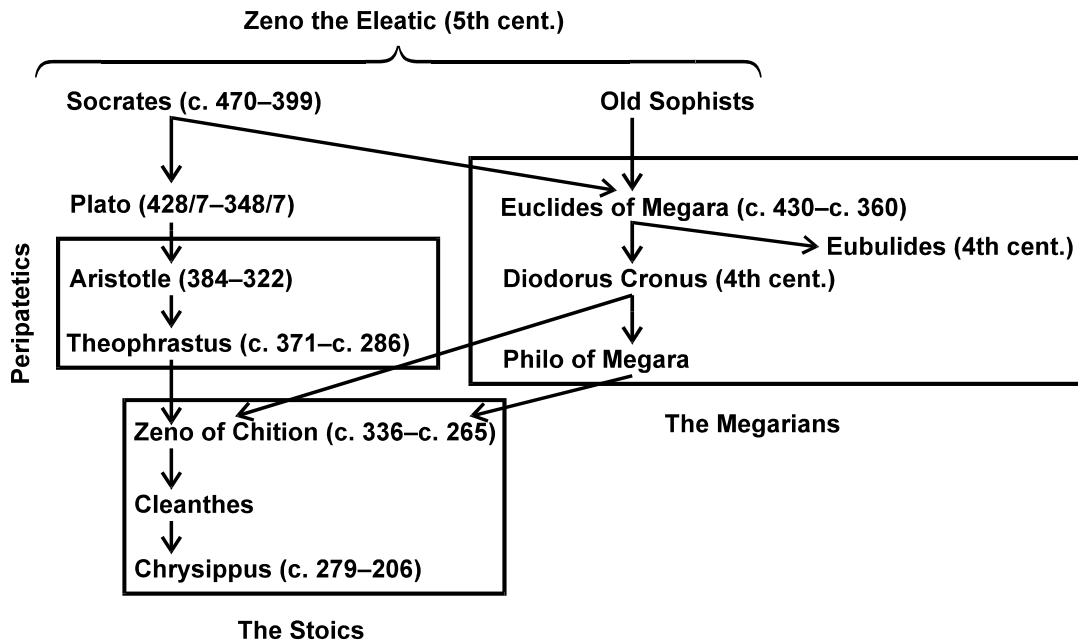 Zeno the Eleatic (5th cent.)
Socrates (c. 470–399)
Old Sophists
Plato (428/7–348/7)
Euclides of Megara (c. 430–c. 360)
Eubulides (4th cent.)
Peripatetics
Aristotle (384–322)
Diodorus Cronus (4th cent.)
Theophrastus (c. 371–c. 286)
Philo of Megara
The Megarians
Zeno of Chition (c. 336–c. 265)
Cleanthes
Chrysippus (c. 279–206)
The Stoics